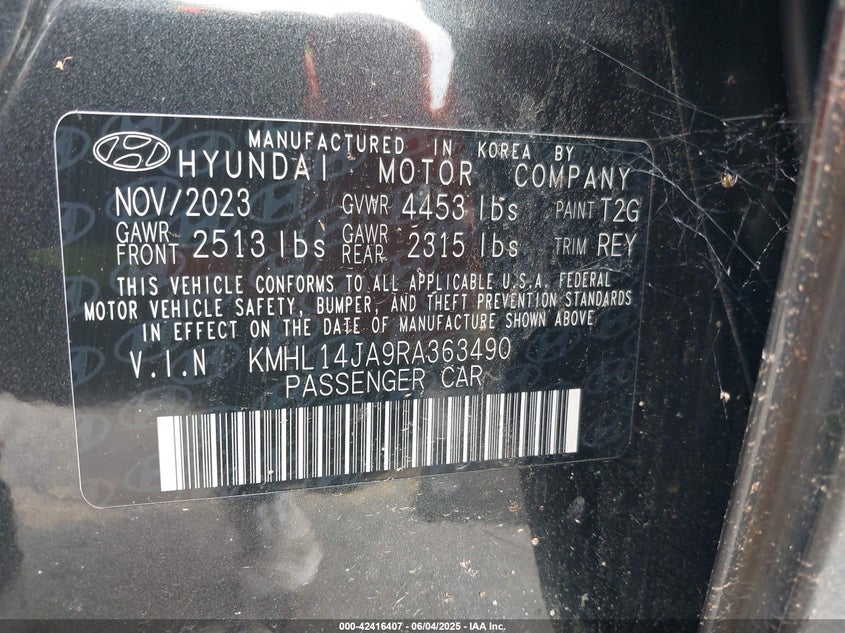 MANUFACTURED IN KOREA BY
HYUNDAI MOTOR COMPANY
NOV/2023 GVWR 4453 lbs PAINT T2G
GAWR FRONT 2513 lbs GAWR REAR 2315 lbs TRIM REY
THIS VEHICLE CONFORMS TO ALL APPLICABLE U.S.A. FEDERAL
MOTOR VEHICLE SAFETY, BUMPER, AND THEFT PREVENTION STANDARDS
IN EFFECT ON THE DATE OF MANUFACTURE SHOWN ABOVE
V.I.N KMHL14JA9RA363490
PASSENGER CAR
000-42416407 - 06/04/2025 - IAA Inc.